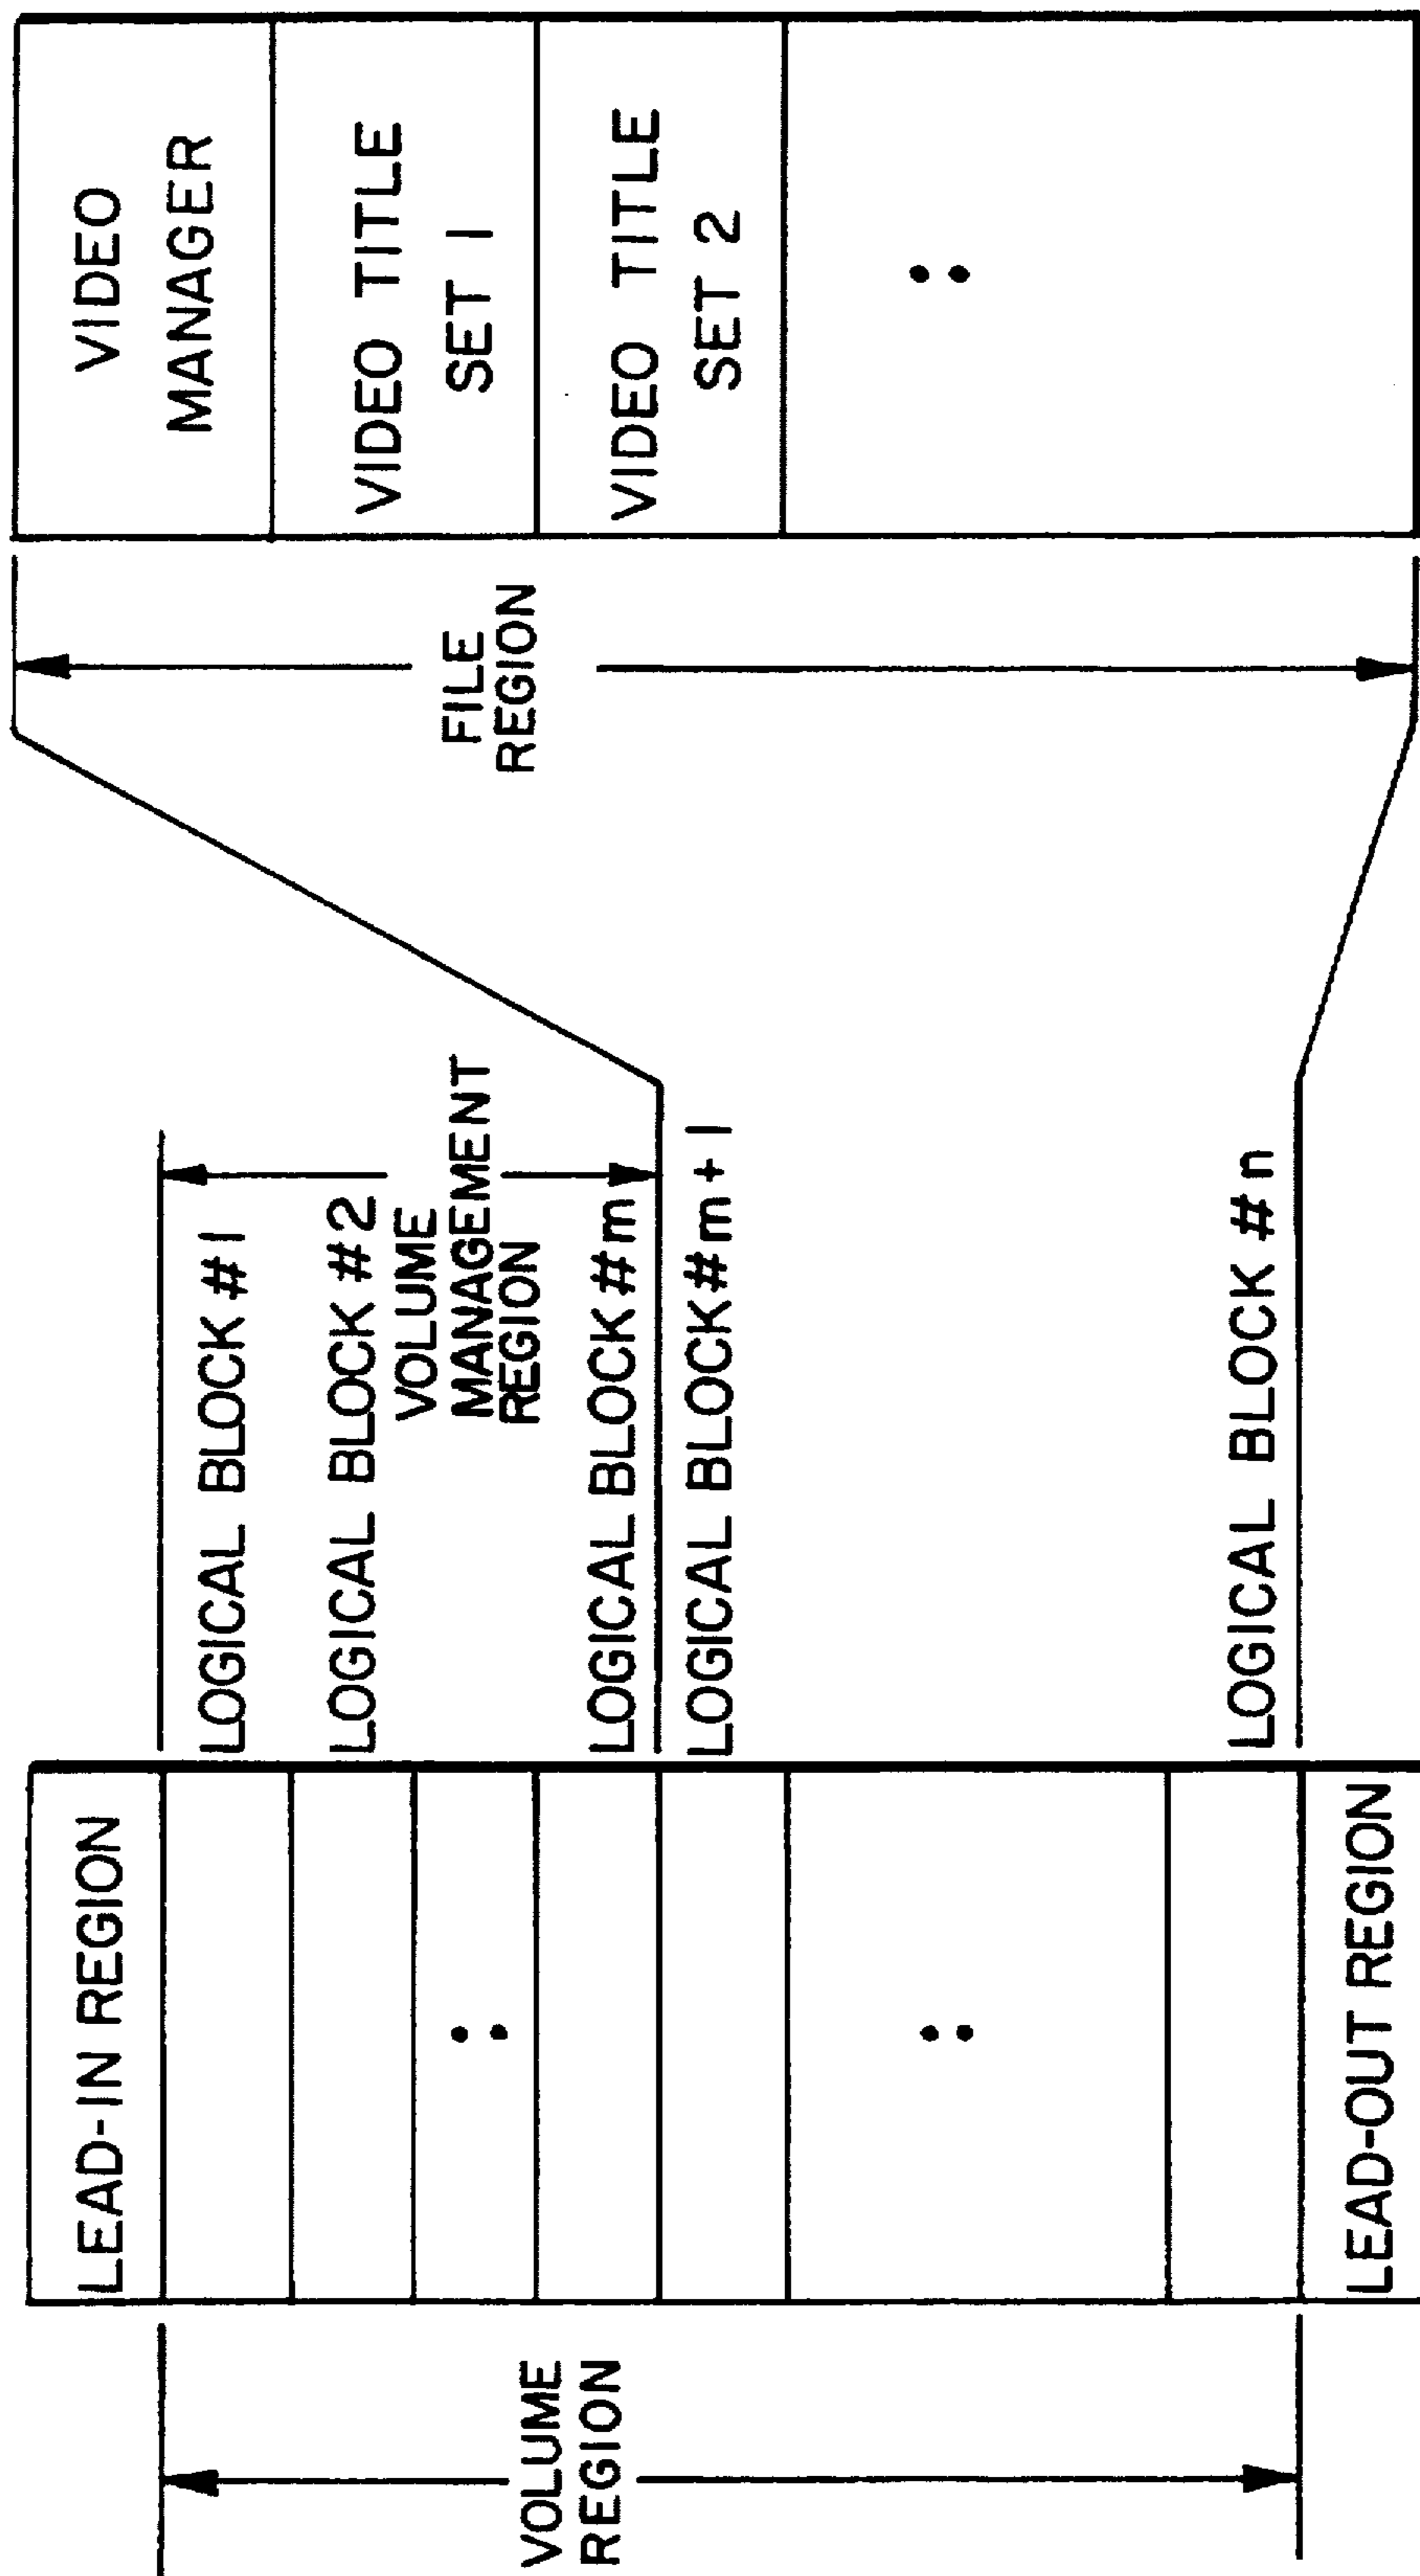 VOLUME
REGION
LEAD-IN REGION
LEAD-OUT REGION
LOGICAL BLOCK #1
LOGICAL BLOCK #2
VOLUME
MANAGEMENT
REGION
LOGICAL BLOCK #m
LOGICAL BLOCK #m+1
LOGICAL BLOCK #n
FILE
REGION
VIDEO
MANAGER
VIDEO TITLE
SET 1
VIDEO TITLE
SET 2